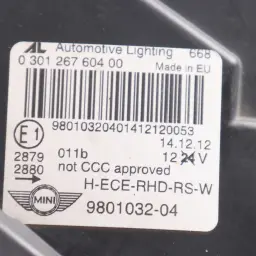 AL Automotive Lighting 668
0 301 267 604 00 Made in EU
E1 98010320401412120053
14.12.12
2879 011b 12 24 V
2880 not CCC approved
H-ECE-RHD-RS-W
MINI 9801032-04